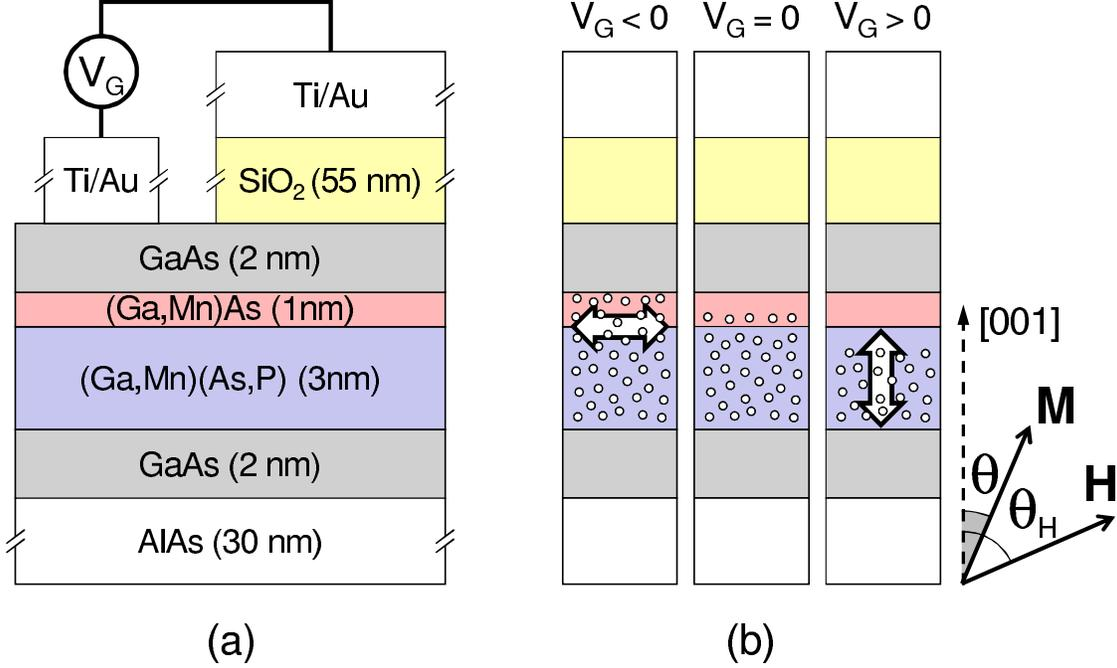 V_G
Ti/Au
Ti/Au
SiO₂ (55 nm)
GaAs (2 nm)
(Ga,Mn)As (1nm)
(Ga,Mn)(As,P) (3nm)
GaAs (2 nm)
AlAs (30 nm)
(a)
V_G < 0
V_G = 0
V_G > 0
[001]
M
H
θ
θ_H
(b)